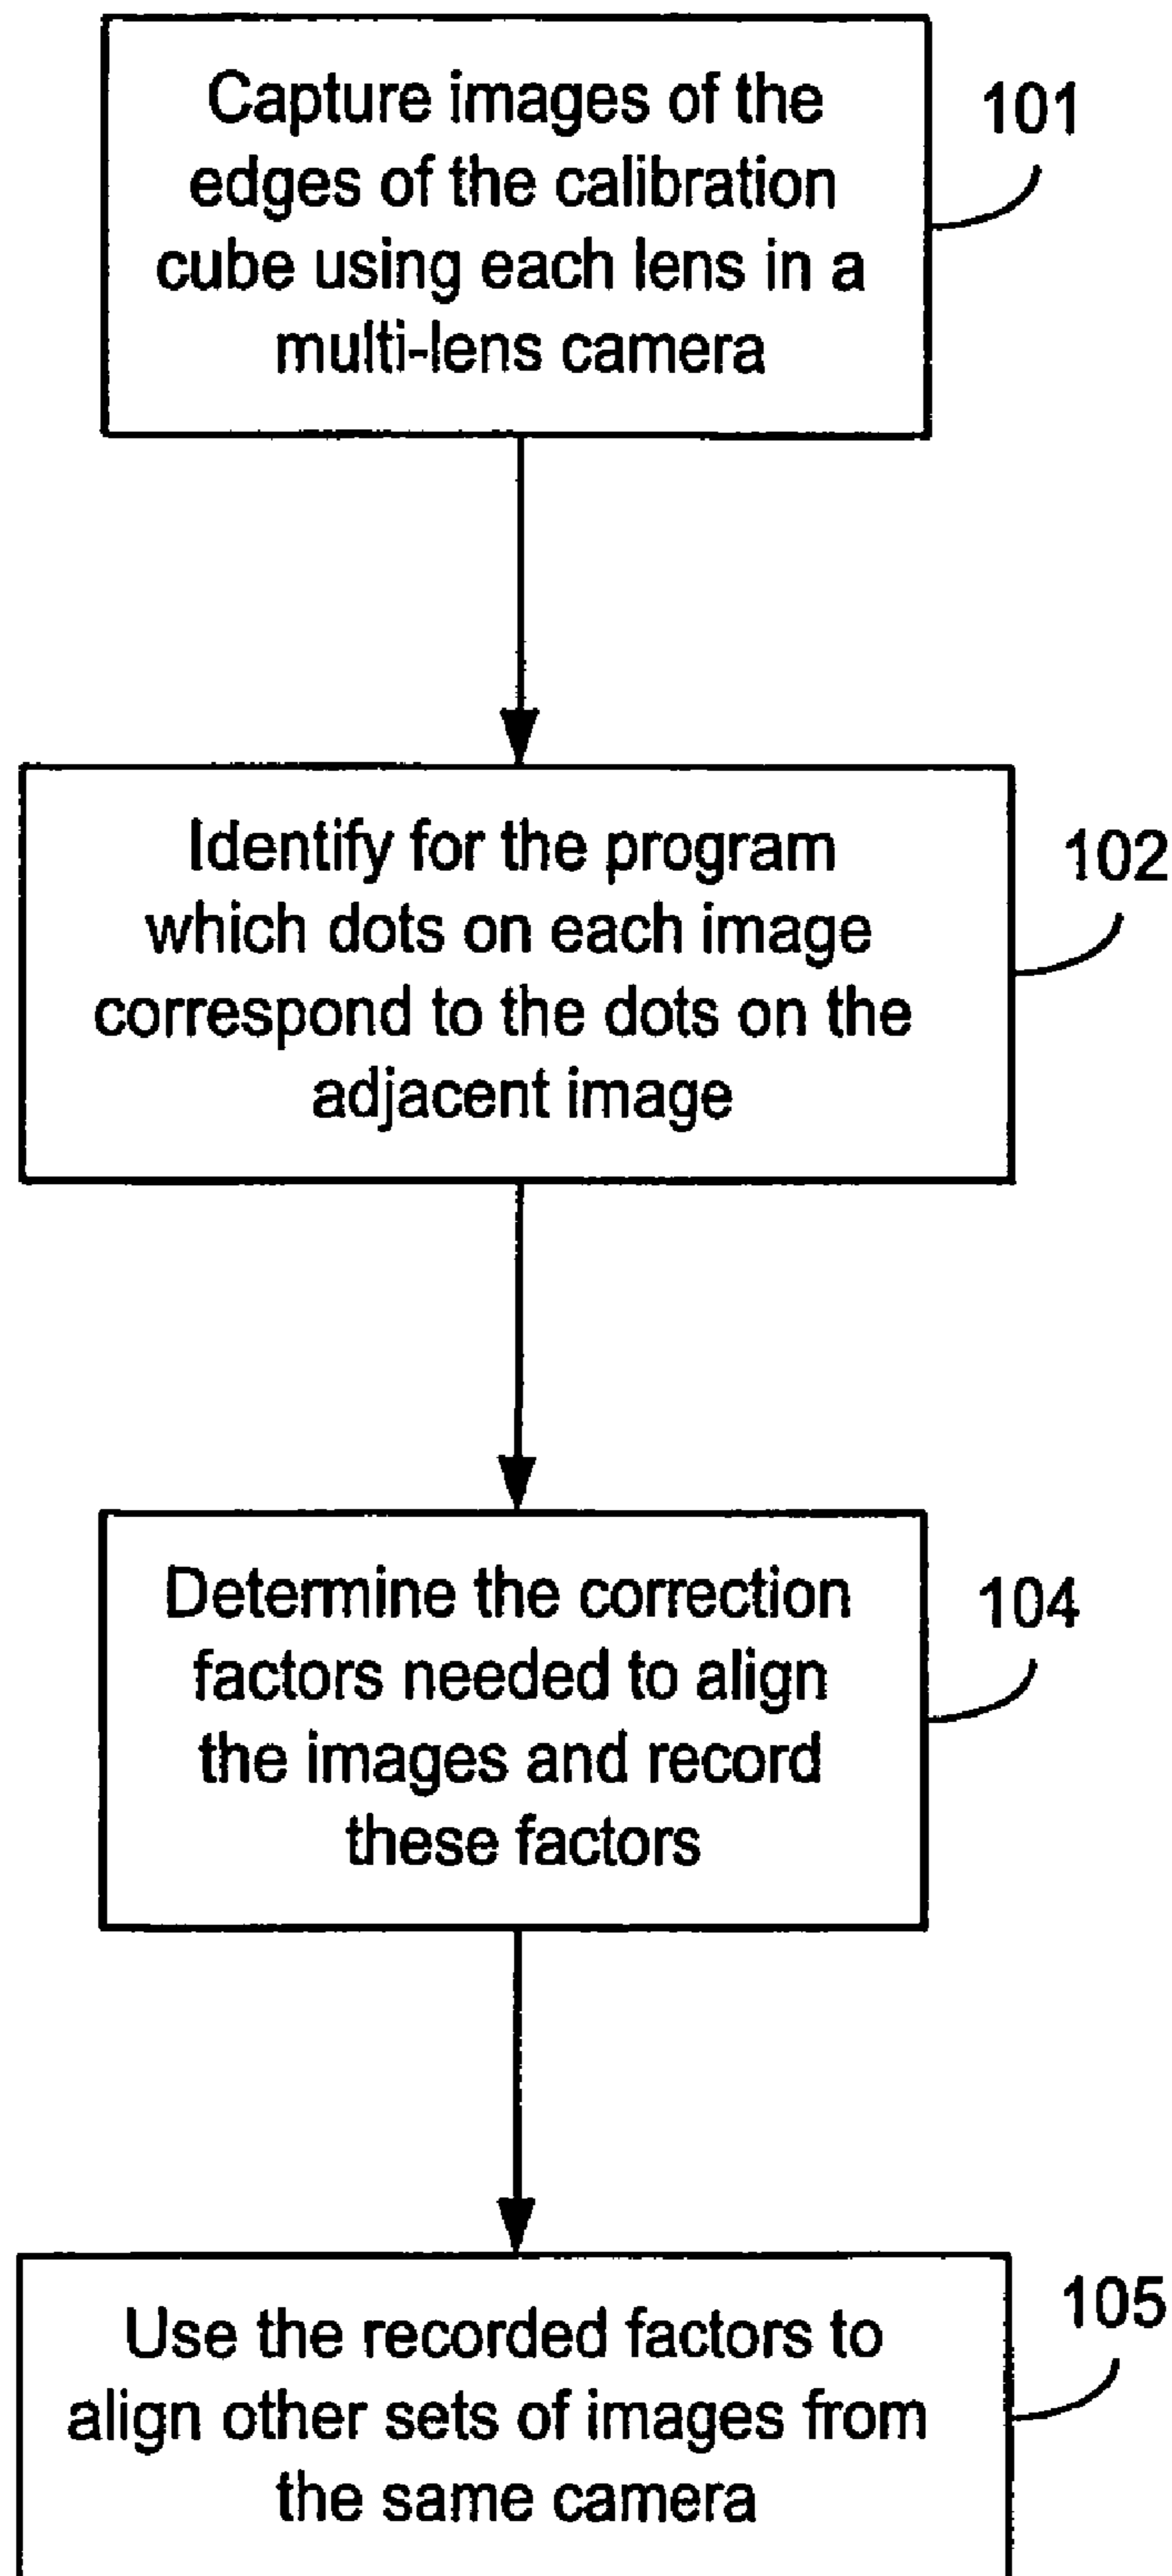 Capture images of the
edges of the calibration
cube using each lens in a
multi-lens camera
101
Identify for the program
which dots on each image
correspond to the dots on the
adjacent image
102
Determine the correction
factors needed to align
the images and record
these factors
104
Use the recorded factors to
align other sets of images from
the same camera
105